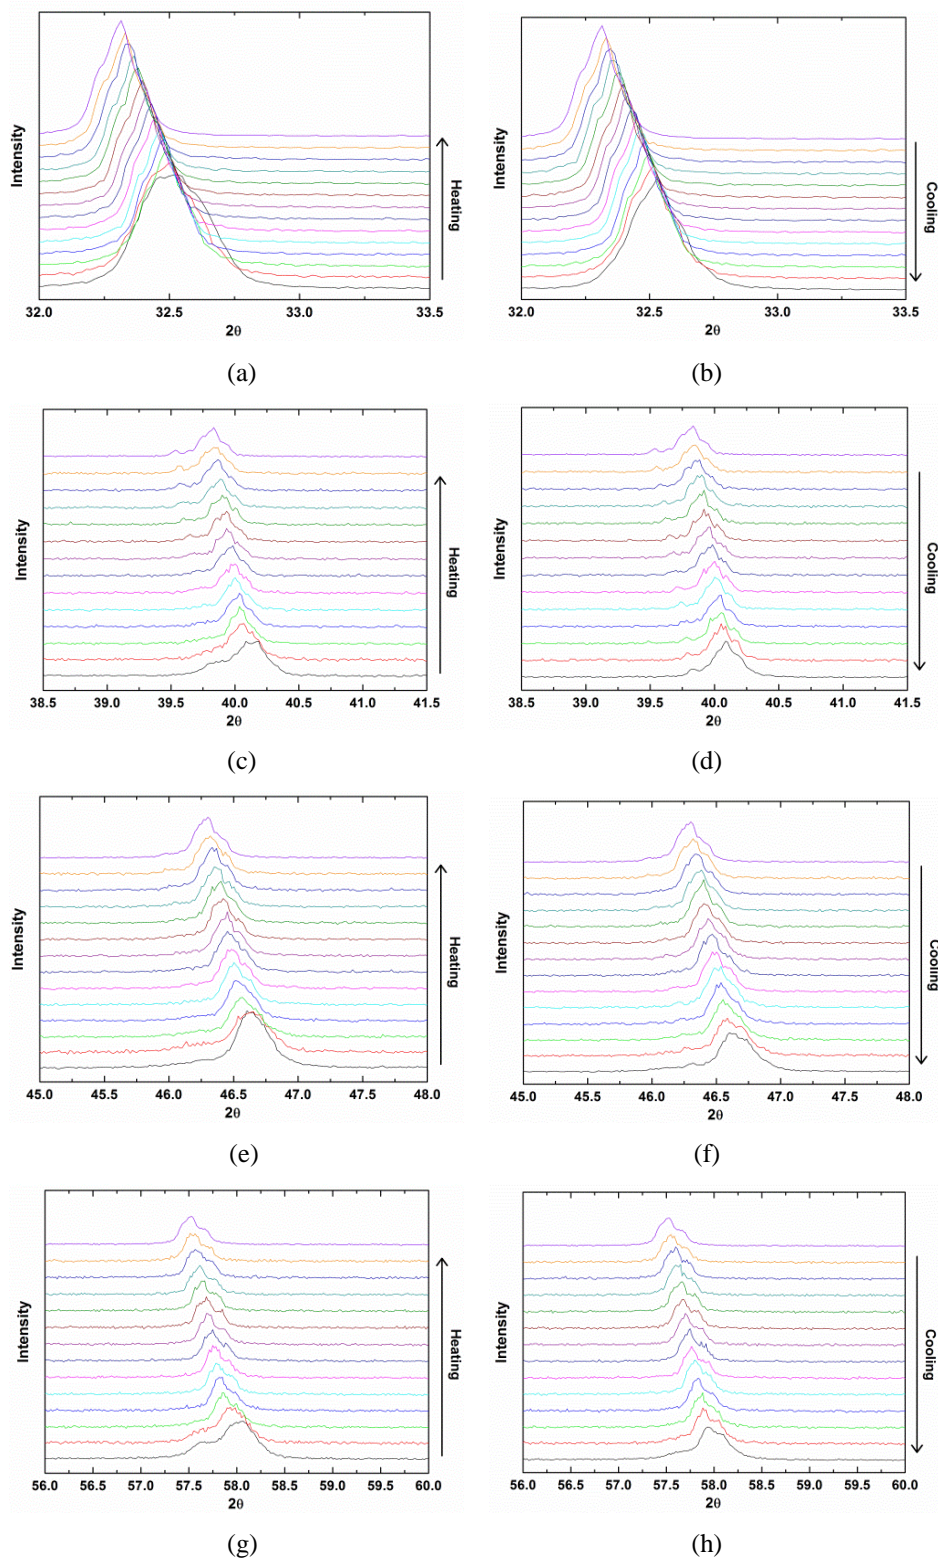 Intensity
Heating
32.0 32.5 33.0 33.5
2θ
(a)
Intensity
Cooling
32.0 32.5 33.0 33.5
2θ
(b)
Intensity
Heating
38.5 39.0 39.5 40.0 40.5 41.0 41.5
2θ
(c)
Intensity
Cooling
38.5 39.0 39.5 40.0 40.5 41.0 41.5
2θ
(d)
Intensity
Heating
45.0 45.5 46.0 46.5 47.0 47.5 48.0
2θ
(e)
Intensity
Cooling
45.0 45.5 46.0 46.5 47.0 47.5 48.0
2θ
(f)
Intensity
Heating
56.0 56.5 57.0 57.5 58.0 58.5 59.0 59.5 60.0
2θ
(g)
Intensity
Cooling
56.0 56.5 57.0 57.5 58.0 58.5 59.0 59.5 60.0
2θ
(h)